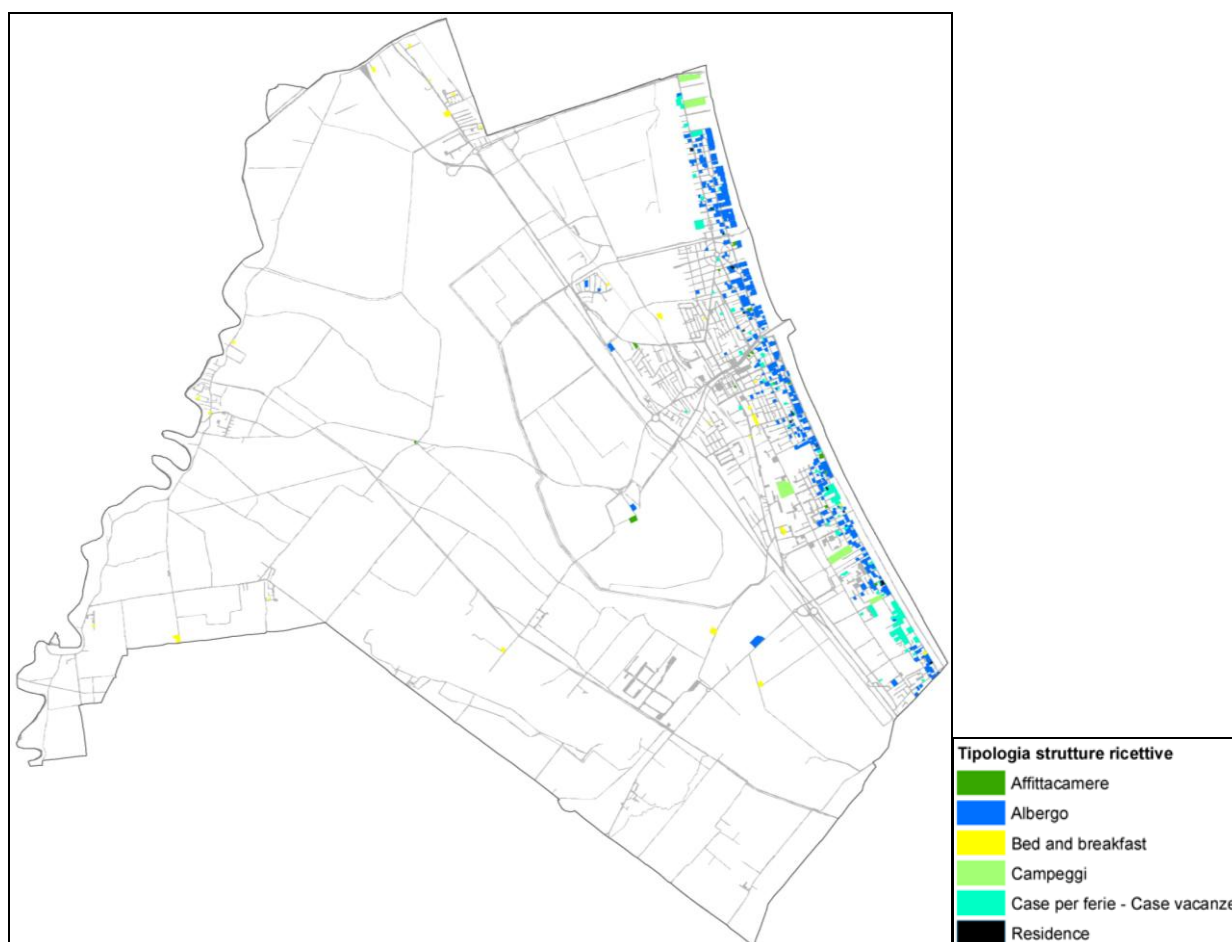 Tipologia strutture ricettive
Affittacamere
Albergo
Bed and breakfast
Campeggi
Case per ferie - Case vacanze
Residence